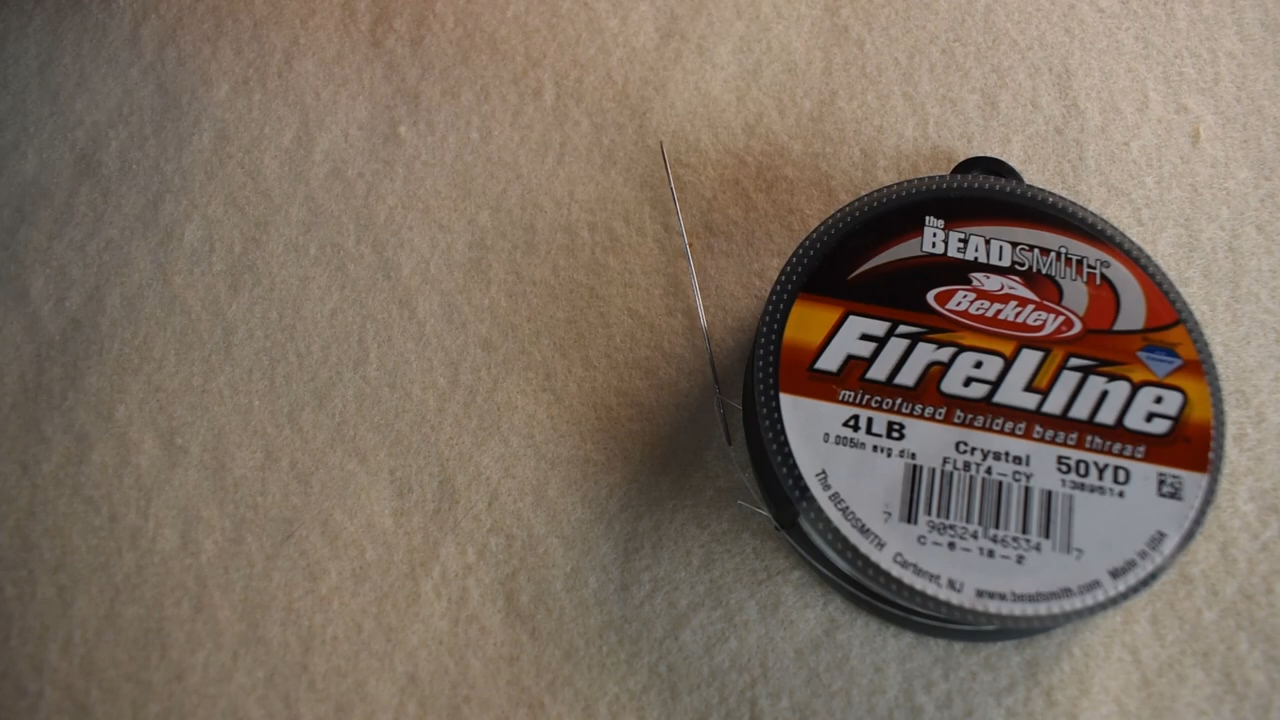 the
BEADSMITH®
Berkley
FireLine
mircofused braided bead thread
4LB
0.005in avg.dia
Crystal
FLBT4-CY
50YD
1389514
7 90524 46534 7
C-6-18-2
The BEADSMITH Carteret, NJ www.beadsmith.com Made in USA